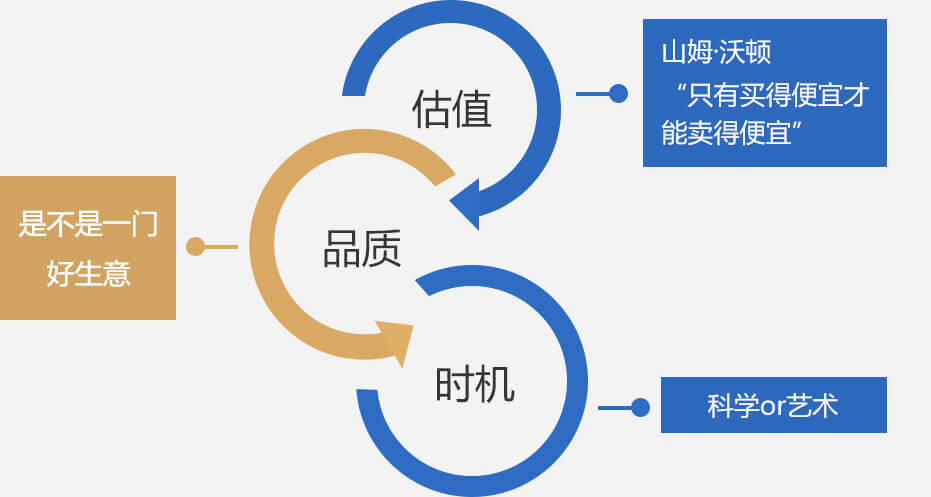 估值
山姆·沃顿
“只有买得便宜才
能卖得便宜”
品质
是不是一门
好生意
时机
科学or艺术